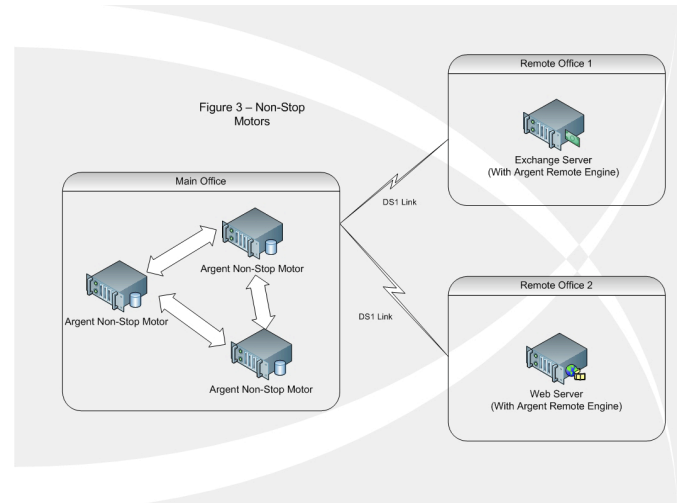 Figure 3 – Non-Stop
Motors
Main Office
Argent Non-Stop Motor
Argent Non-Stop Motor
Argent Non-Stop Motor
DS1 Link
DS1 Link
Remote Office 1
Exchange Server
(With Argent Remote Engine)
Remote Office 2
Web Server
(With Argent Remote Engine)